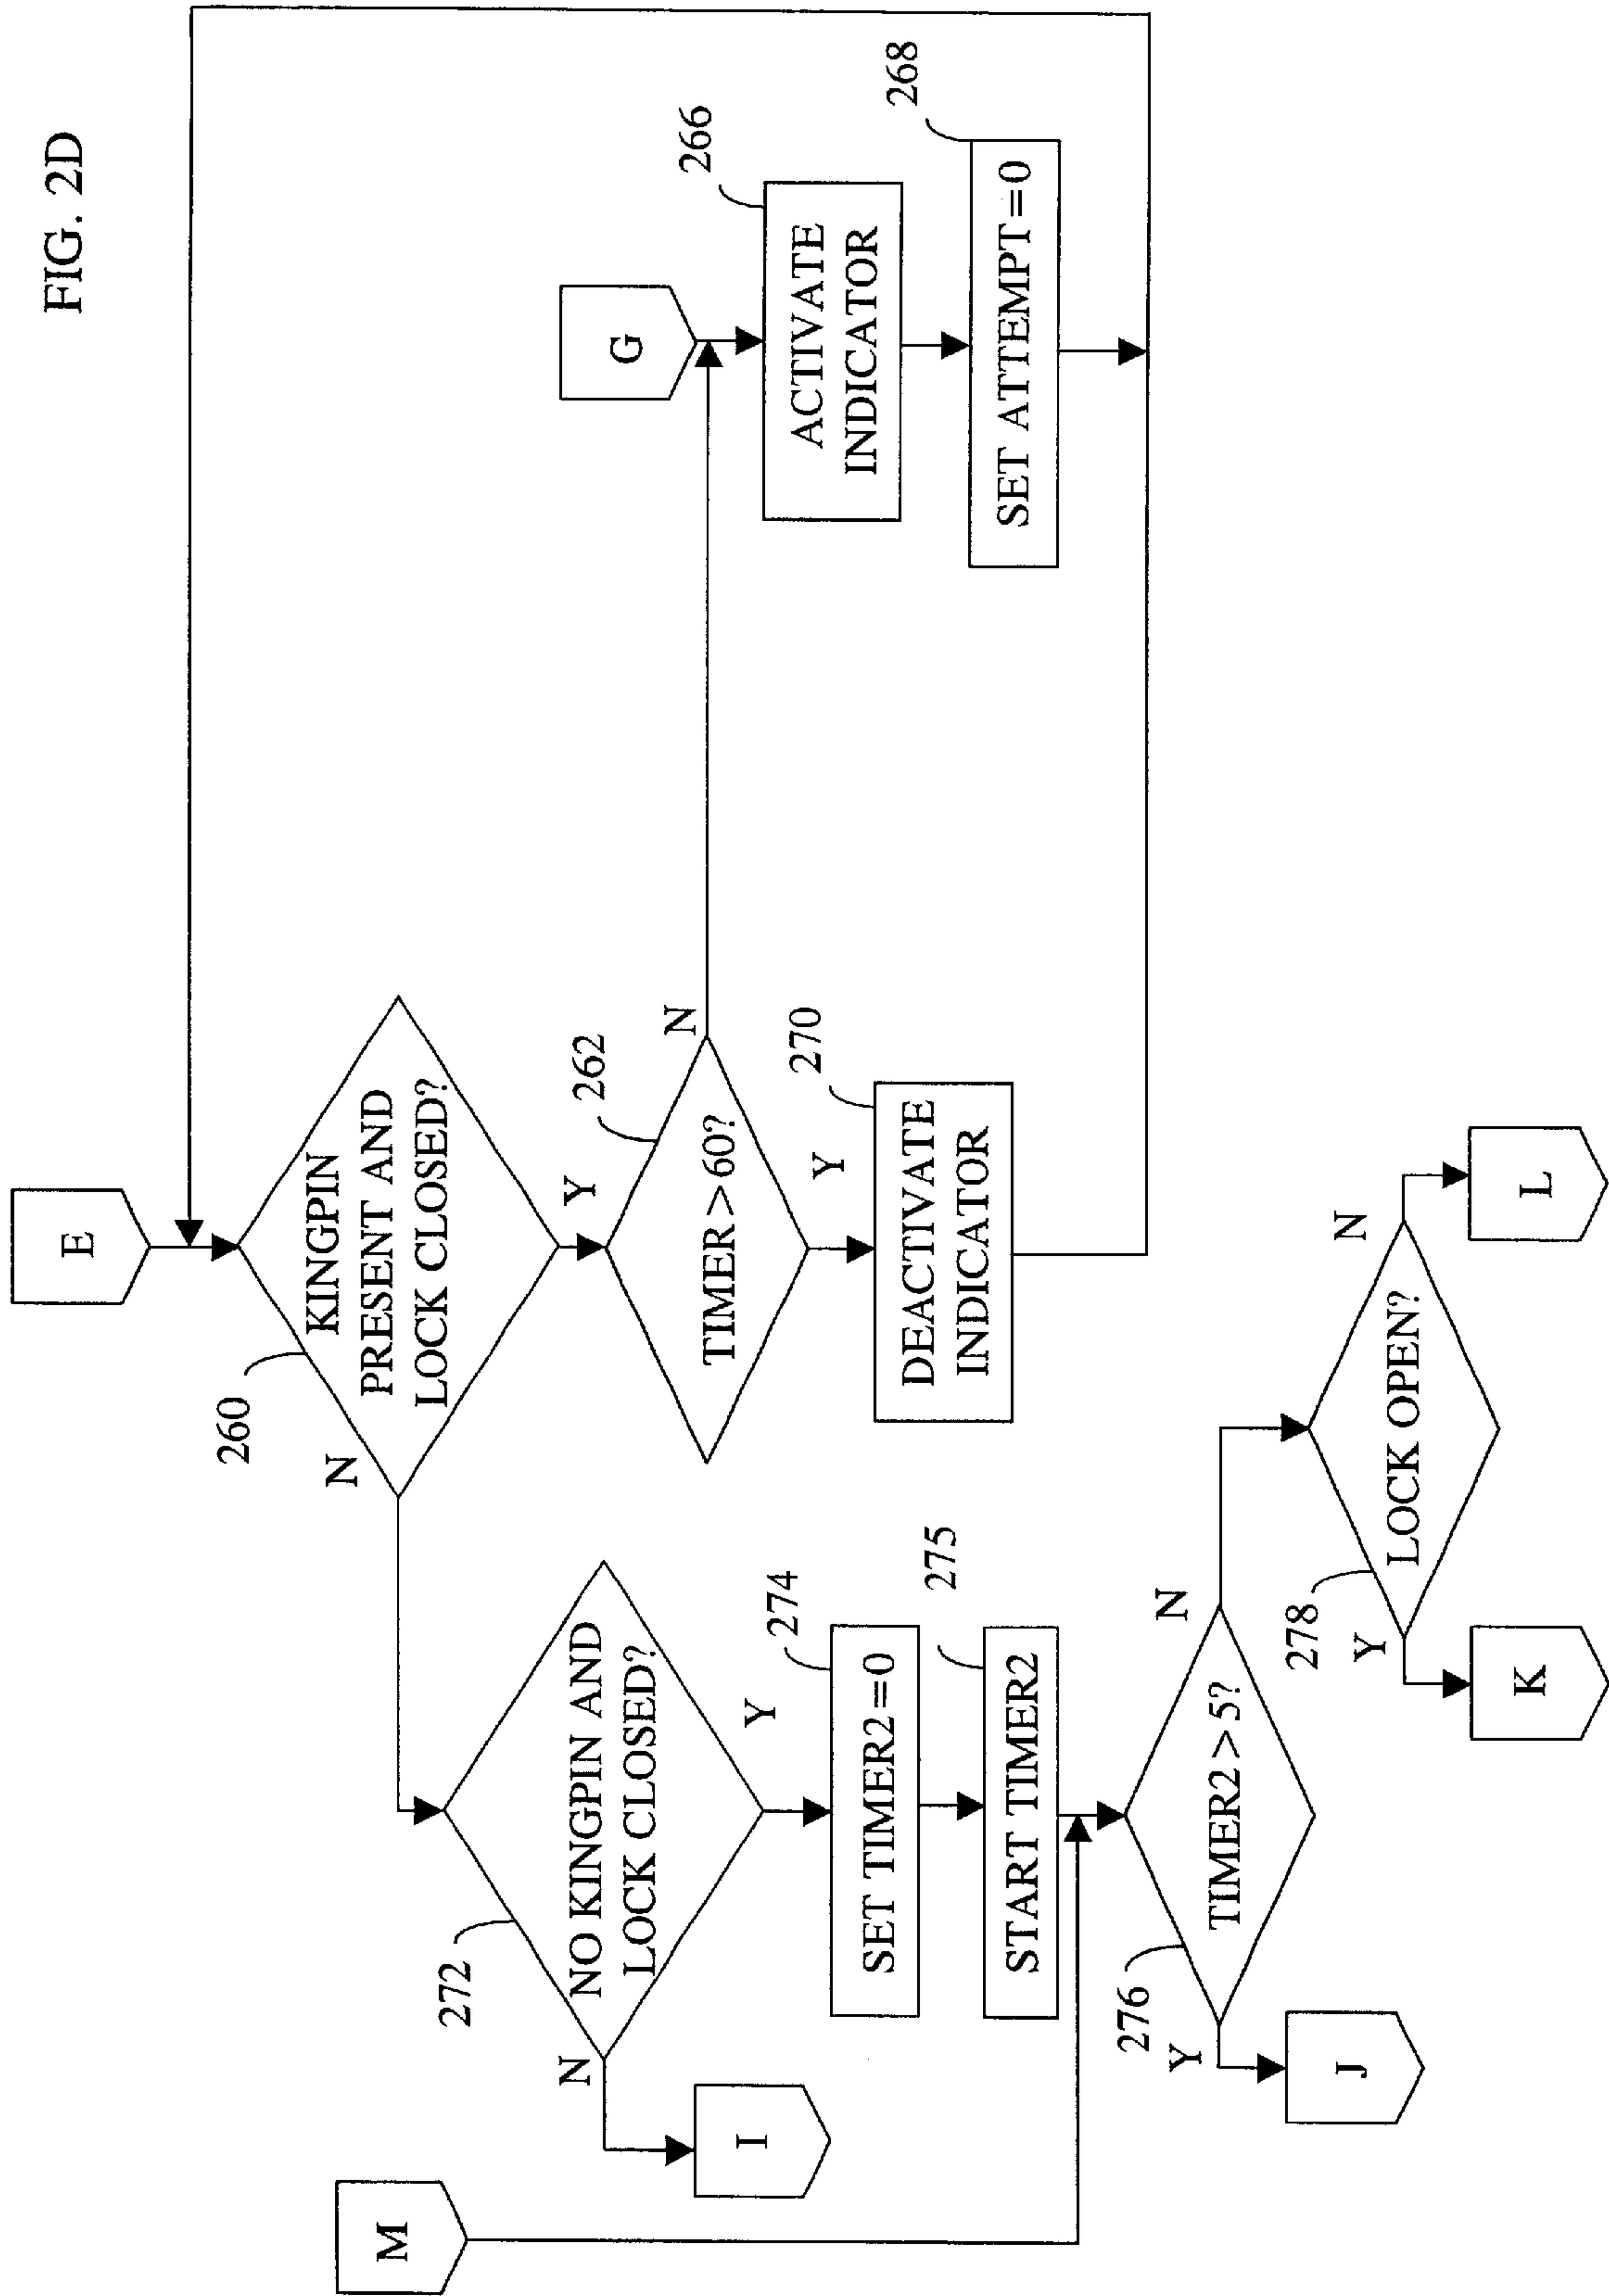 FIG. 2D
E
260
KINGPIN
PRESENT AND
LOCK CLOSED?
N
Y
262
TIMER>60?
N
Y
G
266
ACTIVATE
INDICATOR
268
SET ATTEMPT=0
270
DEACTIVATE
INDICATOR
272
NO KINGPIN AND
LOCK CLOSED?
N
Y
I
M
274
SET TIMER2=0
275
START TIMER2
276
TIMER2>5?
Y
N
J
278
LOCK OPEN?
Y
N
K
L